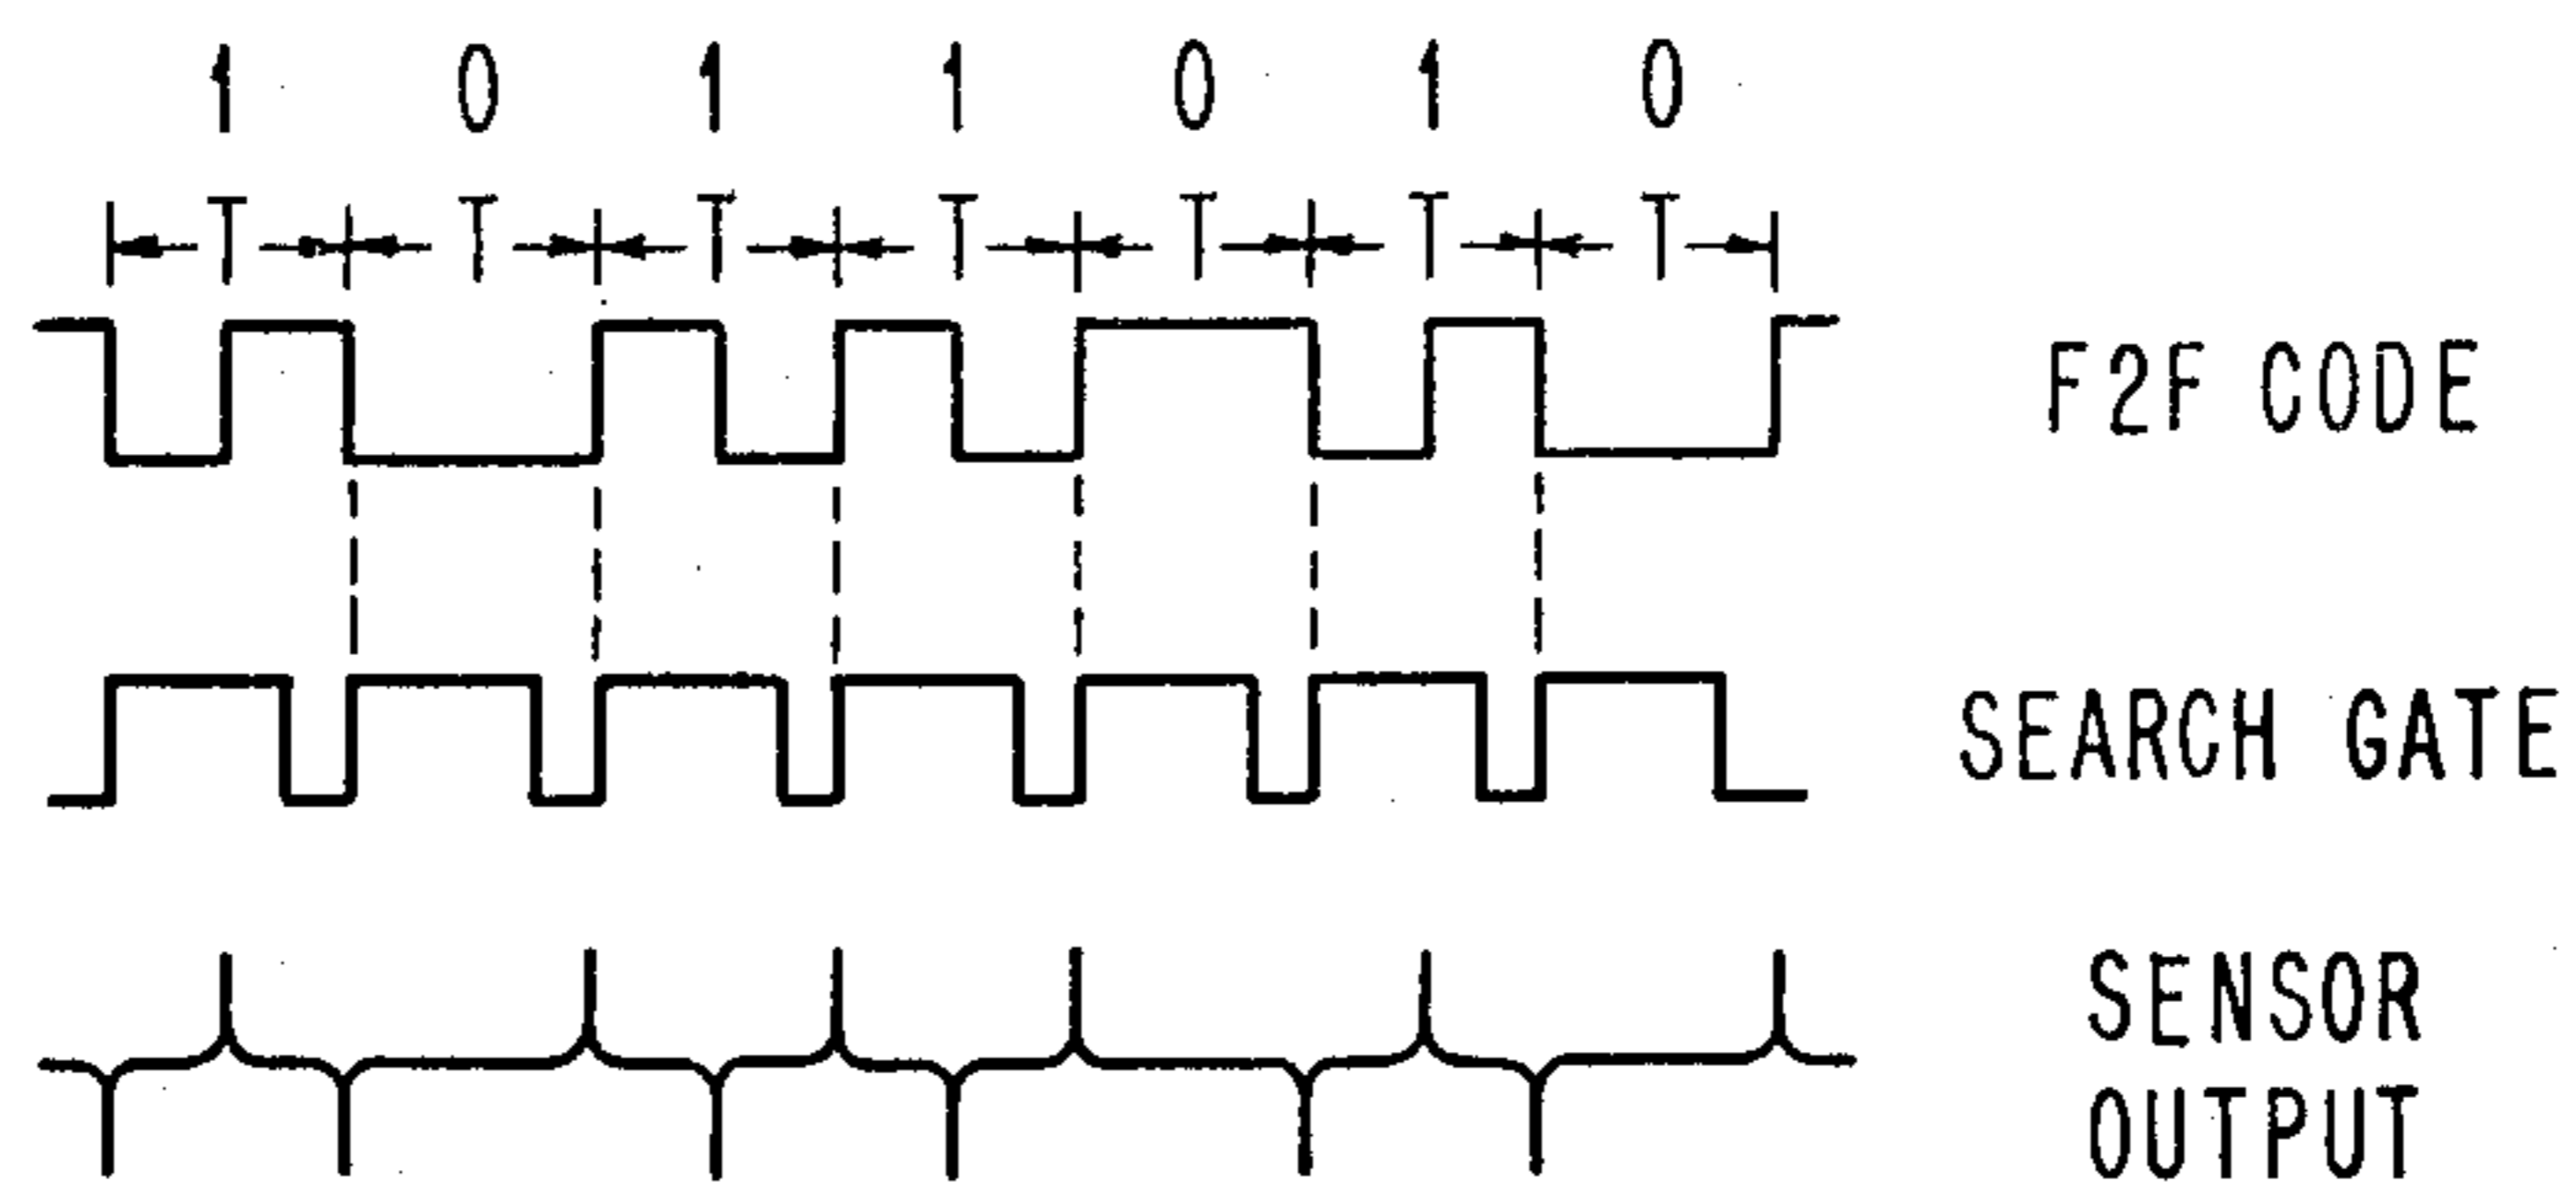 1 0 1 1 0 1 0
T T T T T T T
F2F CODE
SEARCH GATE
SENSOR
OUTPUT